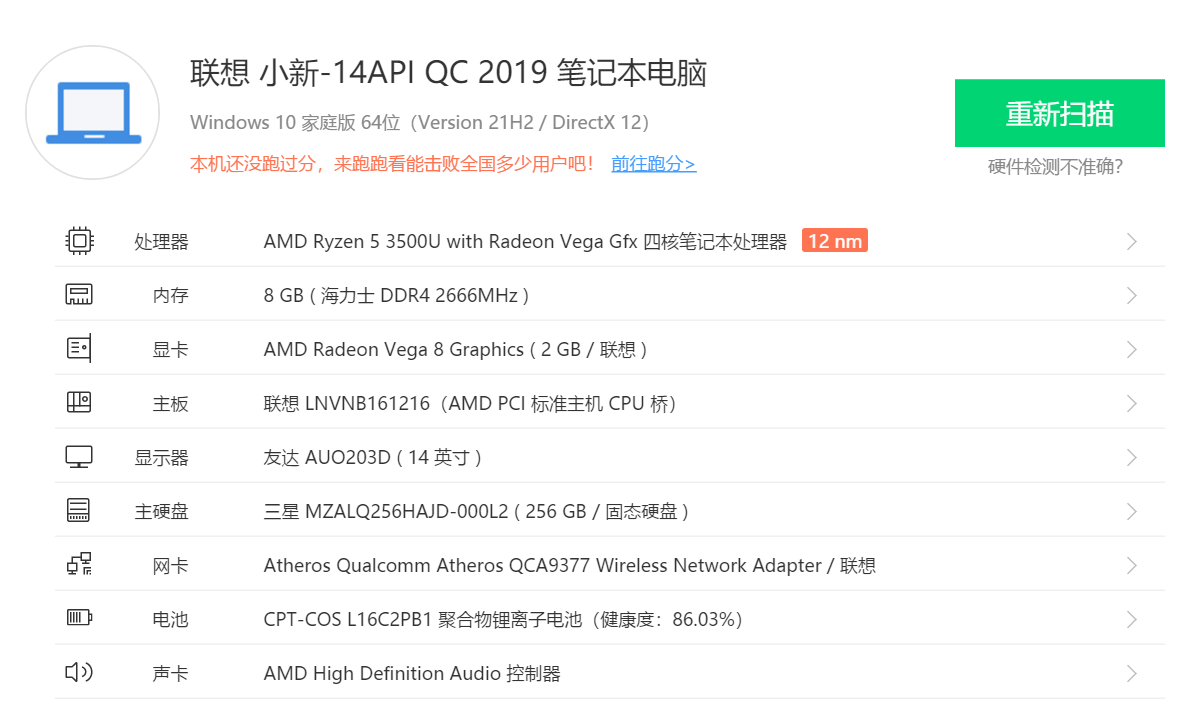 联想 小新-14API QC 2019 笔记本电脑
Windows 10 家庭版 64位（Version 21H2 / DirectX 12）
本机还没跑过分，来跑跑看能击败全国多少用户吧！ 前往跑分>
重新扫描
硬件检测不准确？
处理器 AMD Ryzen 5 3500U with Radeon Vega Gfx 四核笔记本处理器 12 nm
内存 8 GB ( 海力士 DDR4 2666MHz )
显卡 AMD Radeon Vega 8 Graphics ( 2 GB / 联想 )
主板 联想 LNVNB161216（AMD PCI 标准主机 CPU 桥）
显示器 友达 AUO203D ( 14 英寸 )
主硬盘 三星 MZALQ256HAJD-000L2 ( 256 GB / 固态硬盘 )
网卡 Atheros Qualcomm Atheros QCA9377 Wireless Network Adapter / 联想
电池 CPT-COS L16C2PB1 聚合物锂离子电池（健康度：86.03%）
声卡 AMD High Definition Audio 控制器